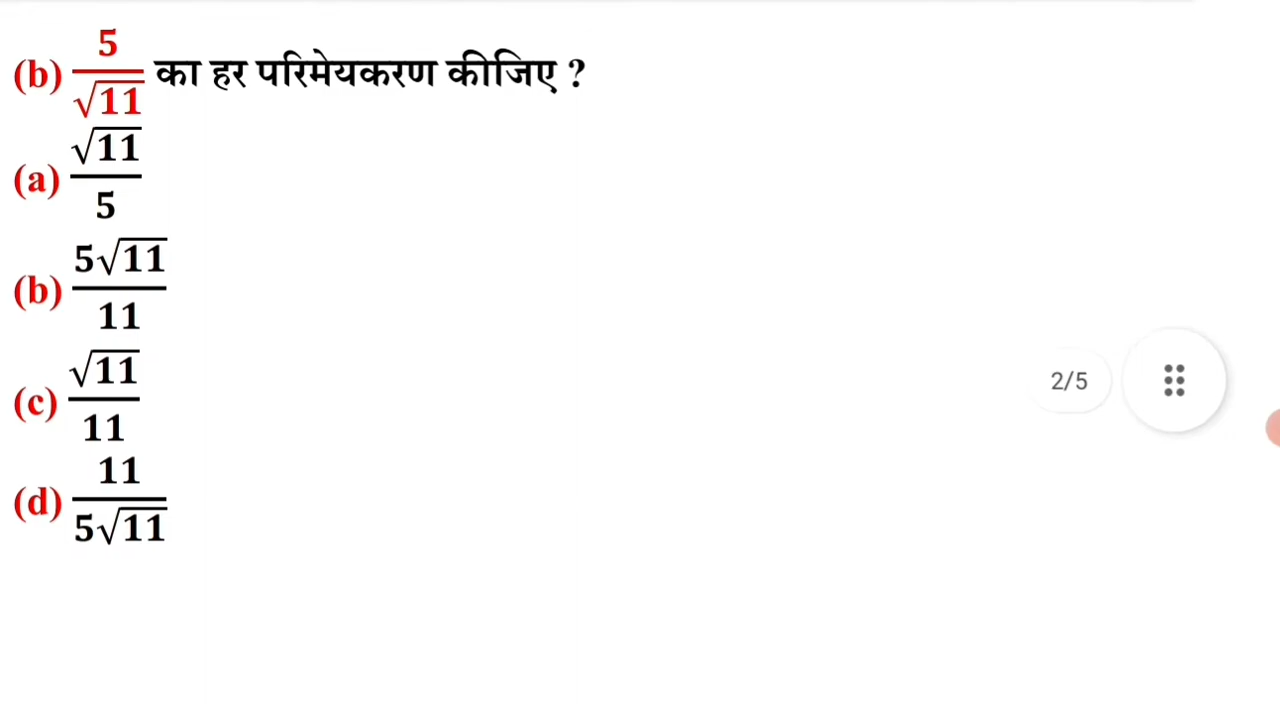 (b) 5/√11 का हर परिमेयकरण कीजिए ?
(a) √11/5
(b) 5√11/11
(c) √11/11
(d) 11/5√11
2/5